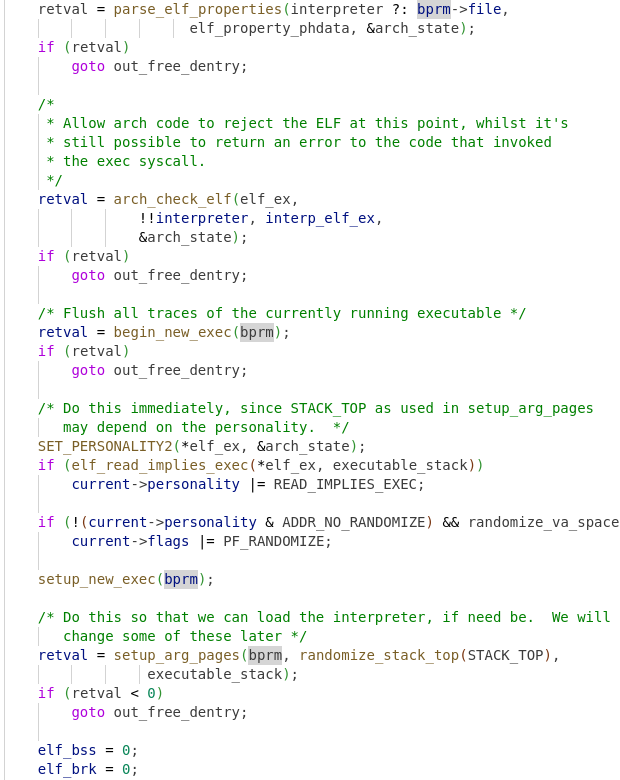 retval = parse_elf_properties(interpreter ?: bprm->file,
elf_property_phdata, &arch_state);
if (retval)
goto out_free_dentry;
/*
* Allow arch code to reject the ELF at this point, whilst it's
* still possible to return an error to the code that invoked
* the exec syscall.
*/
retval = arch_check_elf(elf_ex,
!!interpreter, interp_elf_ex,
&arch_state);
if (retval)
goto out_free_dentry;
/* Flush all traces of the currently running executable */
retval = begin_new_exec(bprm);
if (retval)
goto out_free_dentry;
/* Do this immediately, since STACK_TOP as used in setup_arg_pages
may depend on the personality.  */
SET_PERSONALITY2(*elf_ex, &arch_state);
if (elf_read_implies_exec(*elf_ex, executable_stack))
current->personality |= READ_IMPLIES_EXEC;
if (!(current->personality & ADDR_NO_RANDOMIZE) && randomize_va_space
current->flags |= PF_RANDOMIZE;
setup_new_exec(bprm);
/* Do this so that we can load the interpreter, if need be.  We will
change some of these later */
retval = setup_arg_pages(bprm, randomize_stack_top(STACK_TOP),
executable_stack);
if (retval < 0)
goto out_free_dentry;
elf_bss = 0;
elf_brk = 0;